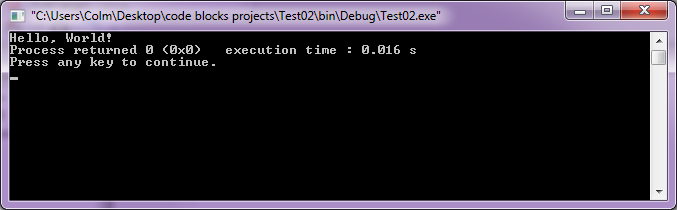 "C:\Users\Colm\Desktop\code blocks projects\Test02\bin\Debug\Test02.exe"
Hello, World!
Process returned 0 (0x0)   execution time : 0.016 s
Press any key to continue.